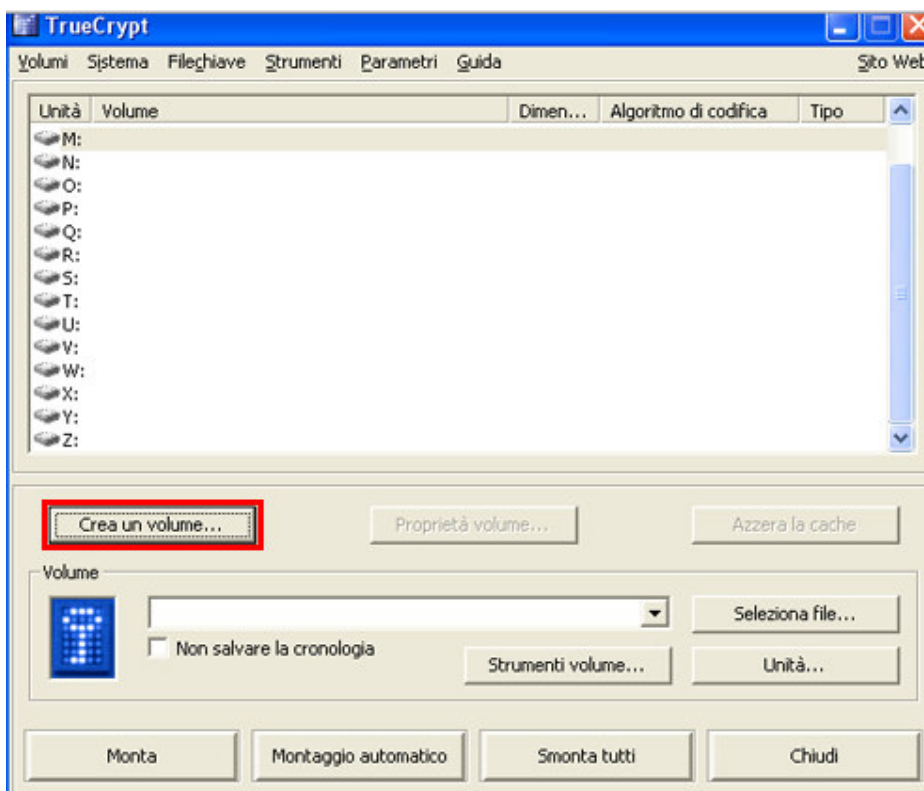 TrueCrypt
Volumi Sistema Filechiave Strumenti Parametri Guida Sito Web
Unità Volume Dimen... Algoritmo di codifica Tipo
M:
N:
O:
P:
Q:
R:
S:
T:
U:
V:
W:
X:
Y:
Z:
Crea un volume... Proprietà volume... Azzera la cache
Volume
Seleziona file...
Non salvare la cronologia
Strumenti volume... Unità...
Monta Montaggio automatico Smonta tutti Chiudi